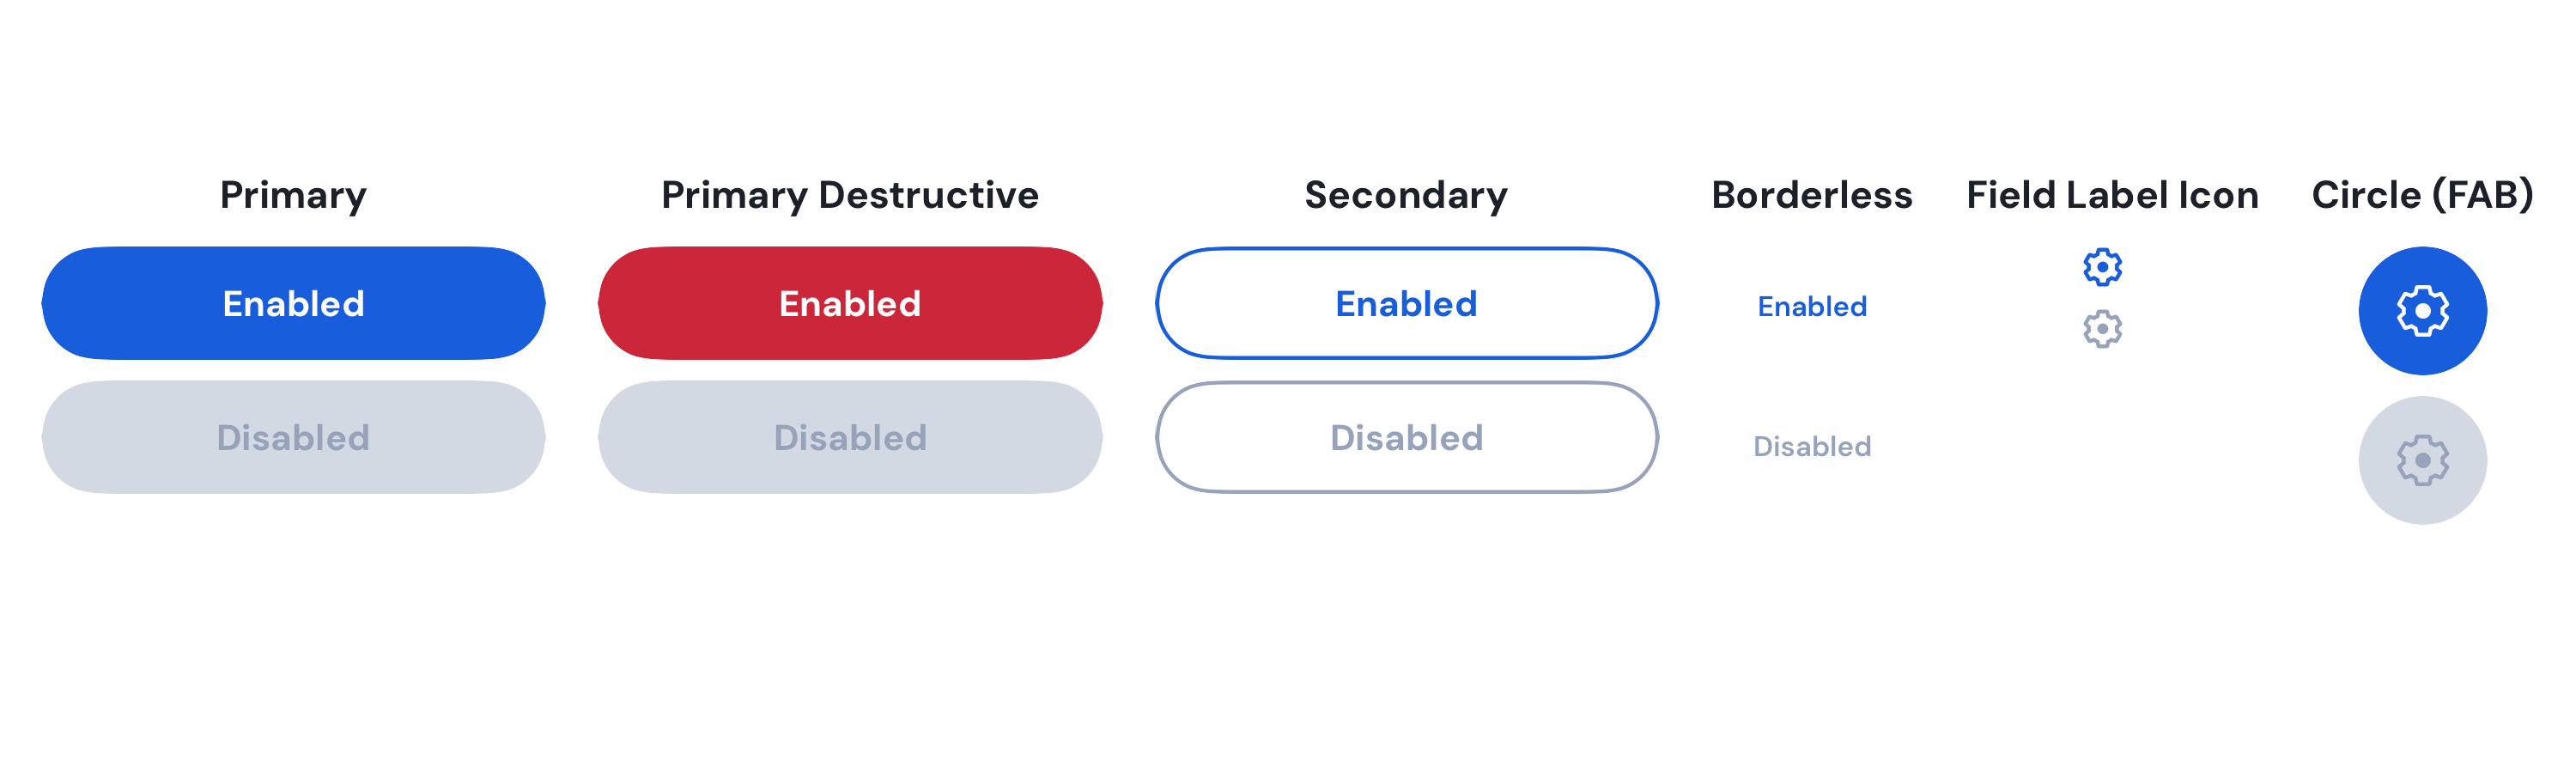 Primary
Primary Destructive
Secondary
Borderless
Field Label Icon
Circle (FAB)
Enabled
Enabled
Enabled
Enabled
Disabled
Disabled
Disabled
Disabled